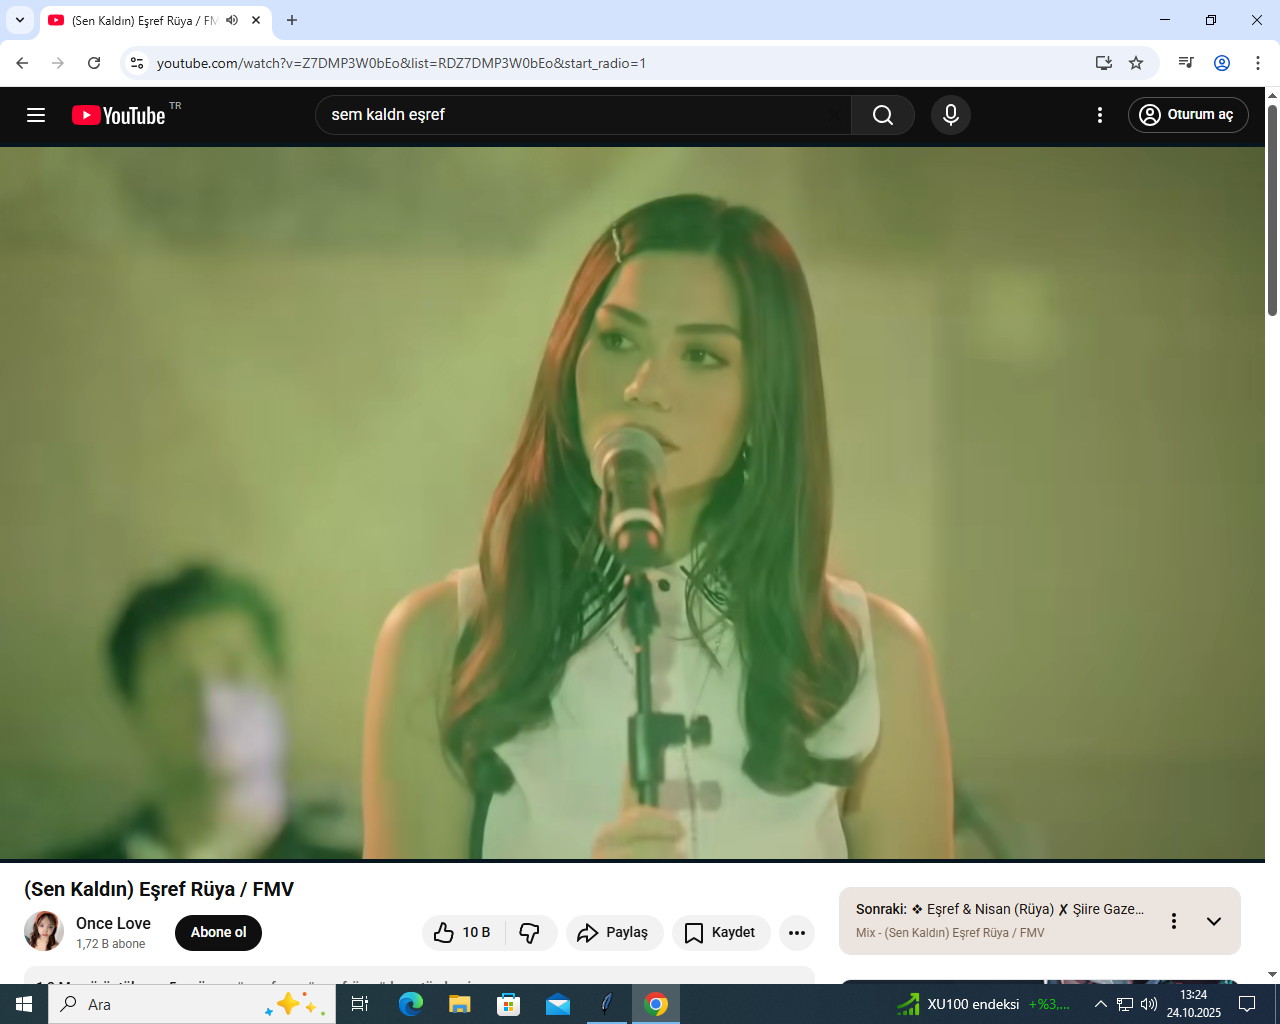 (Sen Kaldın) Eşref Rüya / FM
youtube.com/watch?v=Z7DMP3W0bEo&list=RDZ7DMP3W0bEo&start_radio=1
YouTube TR
sem kaldn eşref
Oturum aç
(Sen Kaldın) Eşref Rüya / FMV
Once Love
1,72 B abone
Abone ol
10 B
Paylaş
Kaydet
Sonraki: ❖ Eşref & Nisan (Rüya) ✗ Şiire Gaze...
Mix - (Sen Kaldın) Eşref Rüya / FMV
Ara
XU100 endeksi +%3,...
13:24
24.10.2025